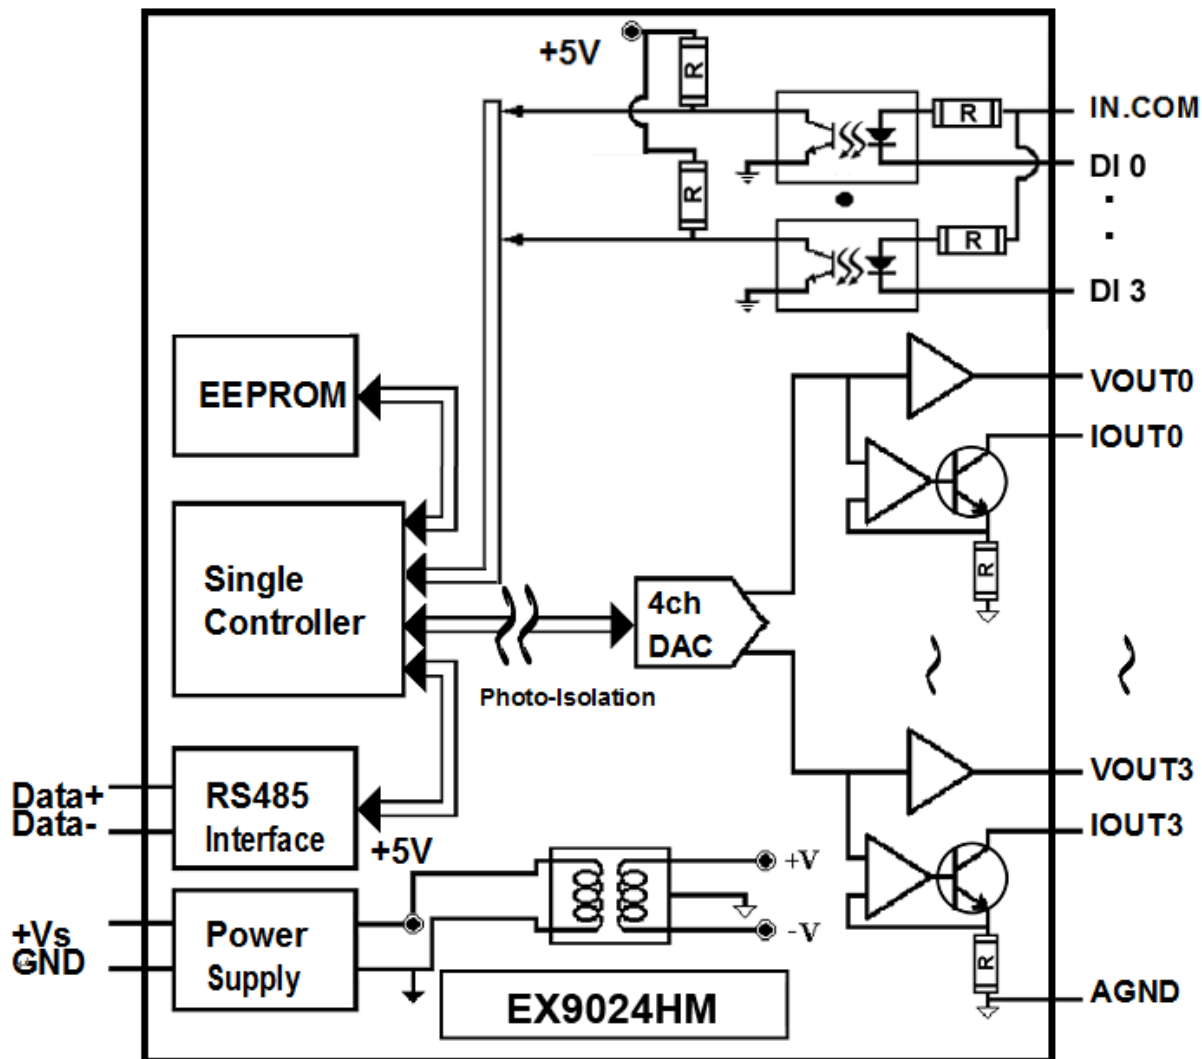 +5V
R
R
IN.COM
DI 0
R
R
DI 3
EEPROM
VOUT0
IOUT0
R
Single
Controller
4ch
DAC
Photo-Isolation
Data+
Data-
RS485
Interface
+5V
VOUT3
IOUT3
R
AGND
+Vs
GND
Power
Supply
+V
-V
EX9024HM